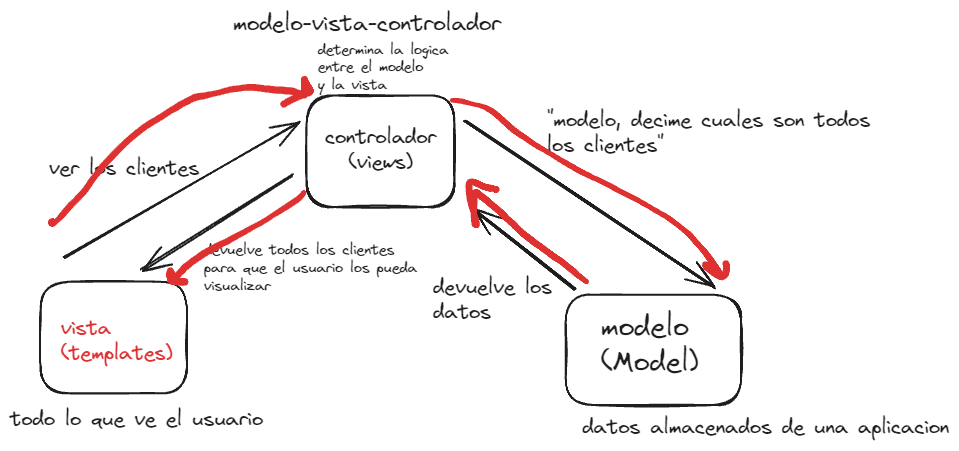 modelo-vista-controlador
determina la logica
entre el modelo
y la vista
controlador
(views)
"modelo, decime cuales son todos
los clientes"
ver los clientes
devuelve todos los clientes
para que el usuario los pueda
visualizar
devuelve los
datos
vista
(templates)
modelo
(Model)
todo lo que ve el usuario
datos almacenados de una aplicacion